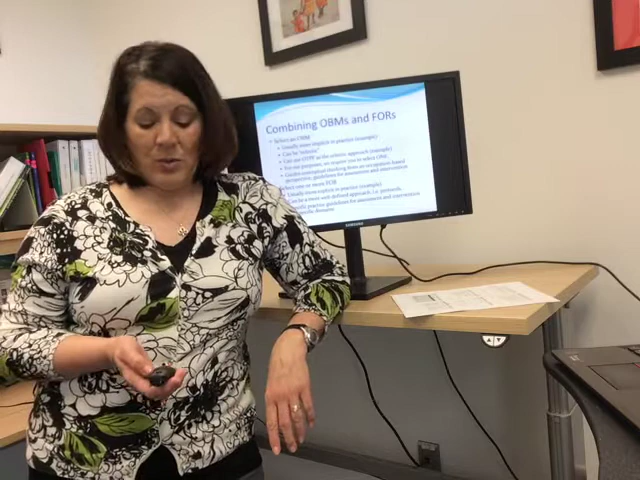 Combining OBMs and FORs
• Select an OBM
• Usually more implicit in practice (example)
• Can be "eclectic"
• Can use OTPF as the eclectic approach (example)
• For our purposes, we require you to select ONE
• Guides conceptual thinking from an occupation-based
perspective, guidelines for assessment and intervention
Select one or more FOR
Usually more explicit in practice (example)
Can be a more well-defined approach, i.e. protocols,
specific practice guidelines for assessment and intervention
SAMSUNG